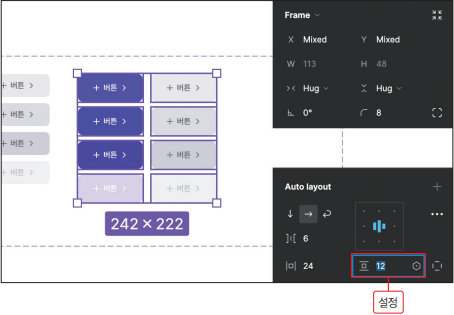 Frame
X Mixed Y Mixed
W 113 H 48
Hug Hug
0° 8
+ 버튼 > + 버튼 > + 버튼 >
+ 버튼 > + 버튼 > + 버튼 >
+ 버튼 > + 버튼 > + 버튼 >
+ 버튼 > + 버튼 > + 버튼 >
242 × 222
Auto layout
6
24 12
설정